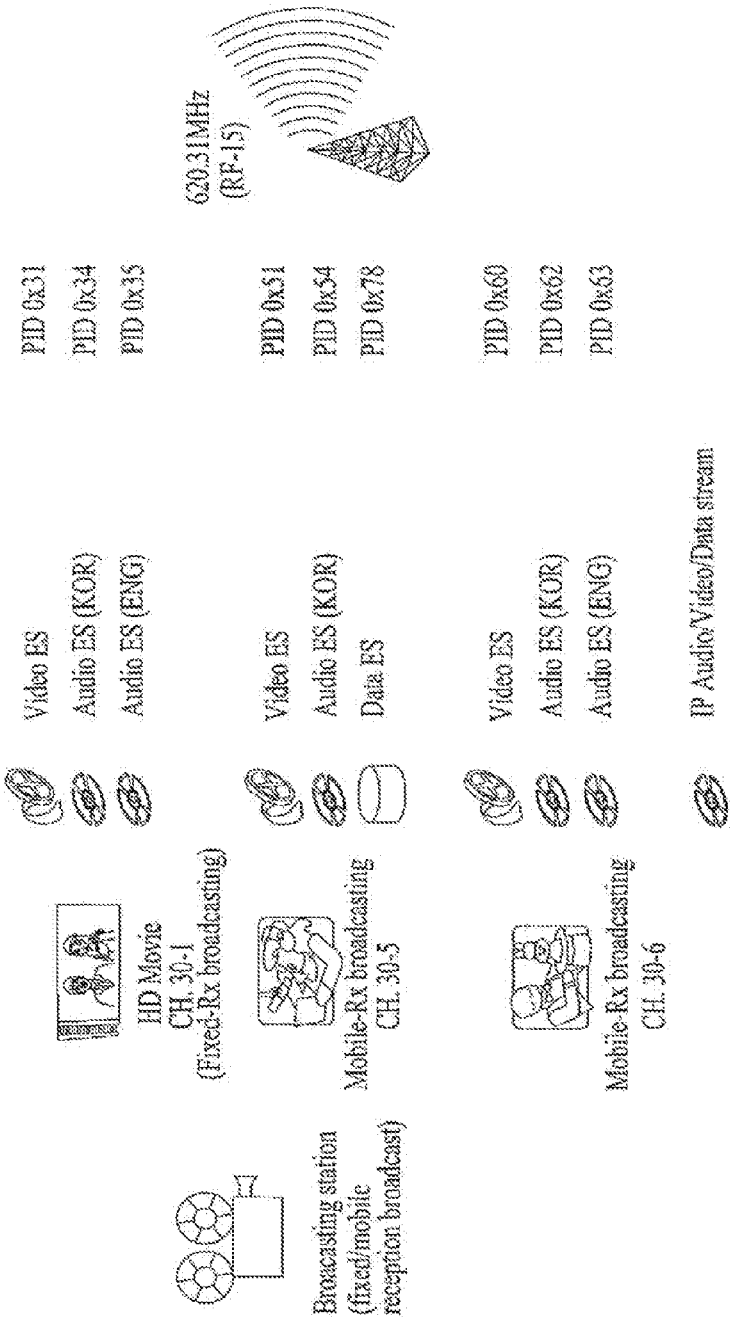 Brocasting station
(fixed/mobile
reception broadcast)
HD Movie
CH. 30-1
(Fixed-Rx broadcasting)
Video ES
PID 0x31
Audio ES (KOR)
PID 0x34
Audio ES (ENG)
PID 0x35
Mobile-Rx broadcasting
CH. 30-5
Video ES
PID 0x51
Audio ES (KOR)
PID 0x54
Data ES
PID 0x78
Mobile-Rx broadcasting
CH. 30-6
Video ES
PID 0x60
Audio ES (KOR)
PID 0x62
Audio ES (ENG)
PID 0x63
IP Audio/Video/Data stream
620.31MHz
(RF-15)